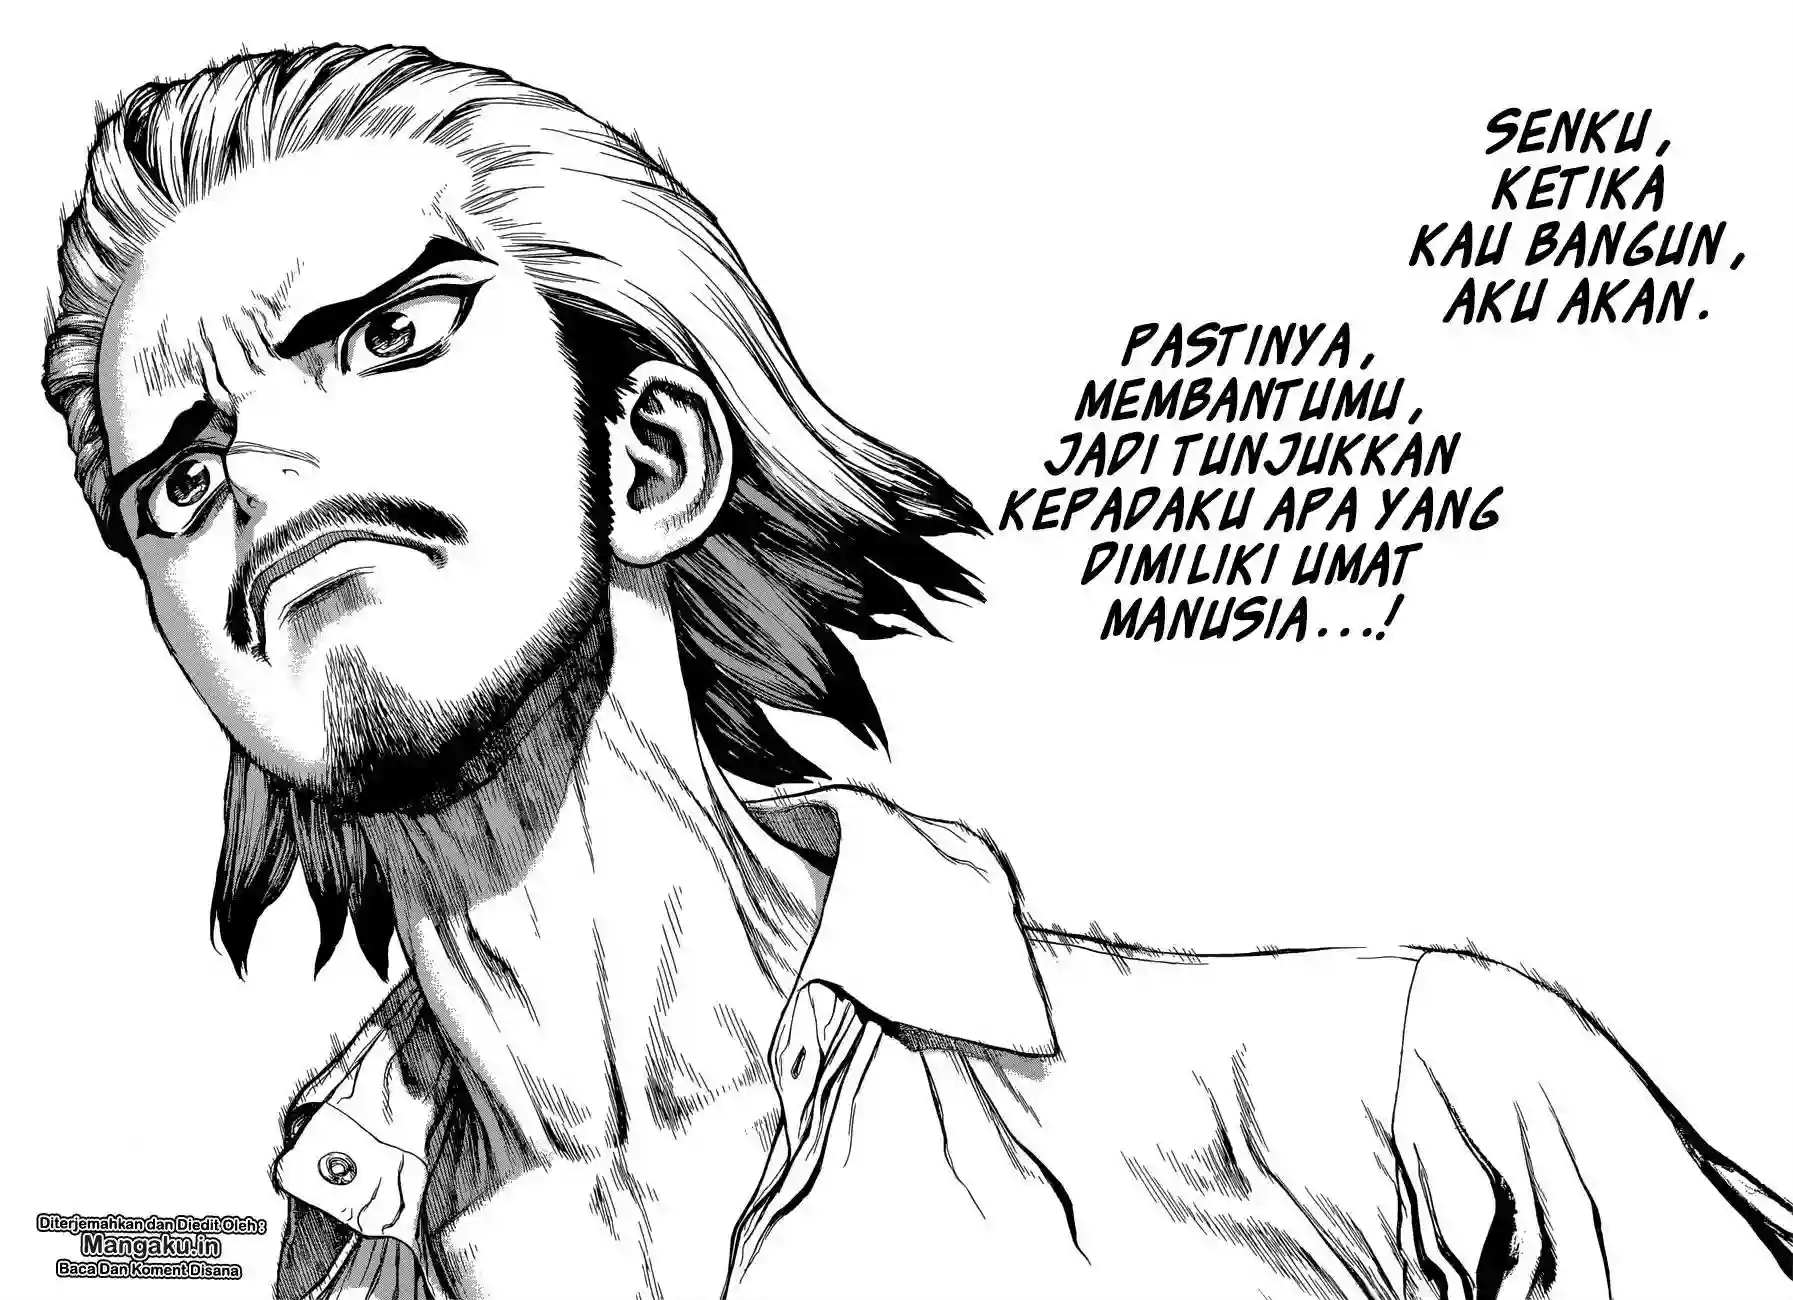 SENKU,
KETIKA
KAU BANGUN,
AKU AKAN.
PASTINYA,
MEMBANTUMU,
JADI TUNJUKKAN
KEPADAKU APA YANG
DIMILIKI UMAT
MANUSIA...!
Diterjemahkan dan Diedit Oleh:
Mangaku.in
Baca Dan Koment Disana